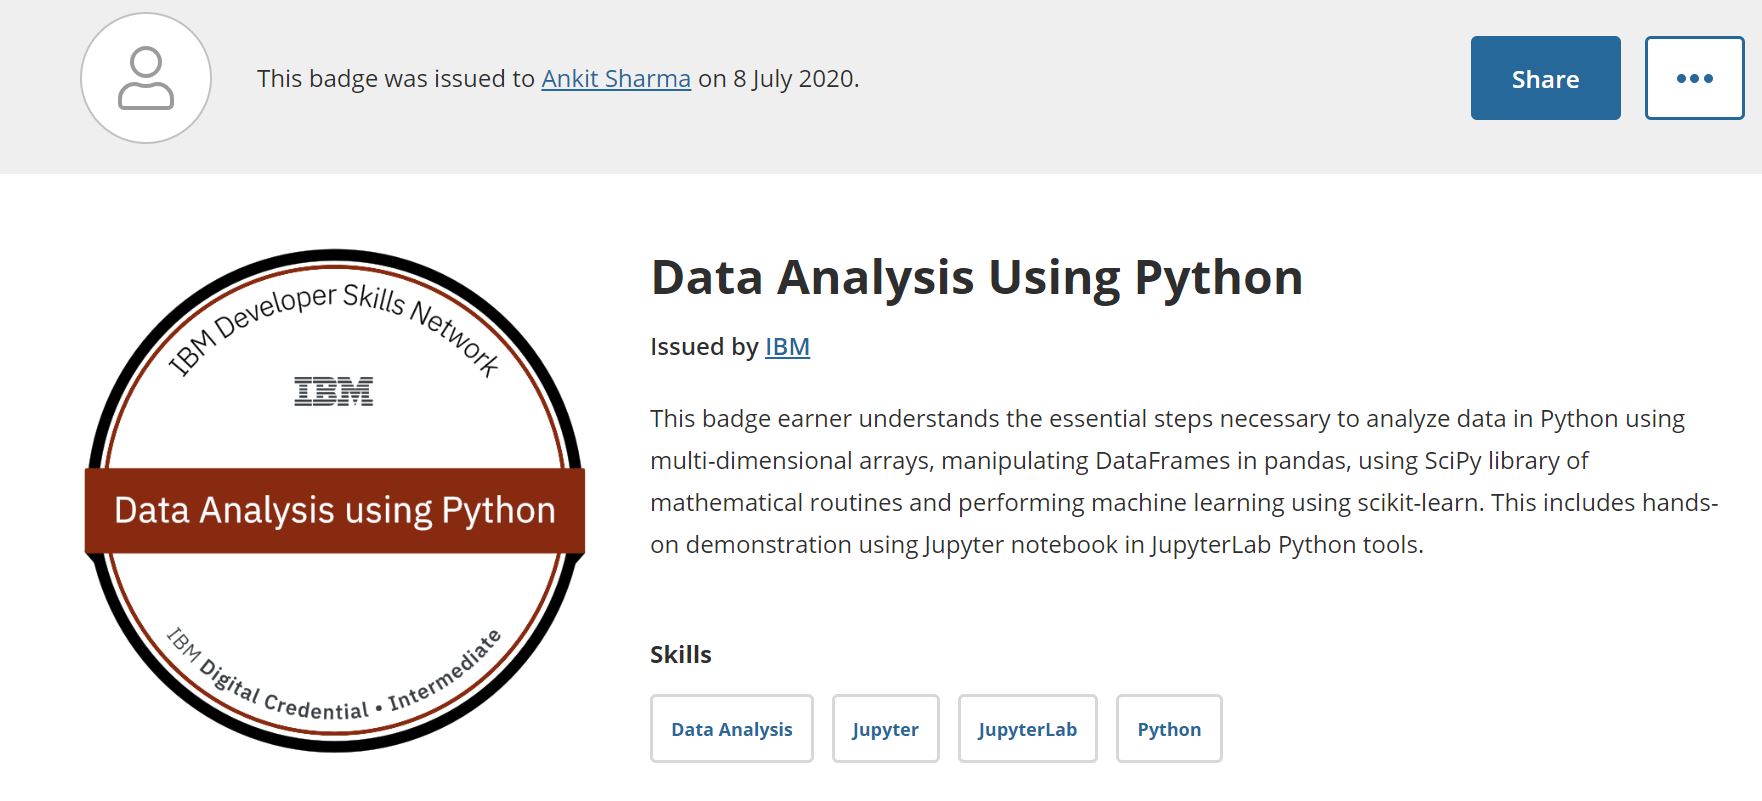 This badge was issued to Ankit Sharma on 8 July 2020.
Share
IBM Developer Skills Network
IBM
Data Analysis using Python
IBM Digital Credential • Intermediate
Data Analysis Using Python
Issued by IBM
This badge earner understands the essential steps necessary to analyze data in Python using
multi-dimensional arrays, manipulating DataFrames in pandas, using SciPy library of
mathematical routines and performing machine learning using scikit-learn. This includes hands-
on demonstration using Jupyter notebook in JupyterLab Python tools.
Skills
Data Analysis
Jupyter
JupyterLab
Python